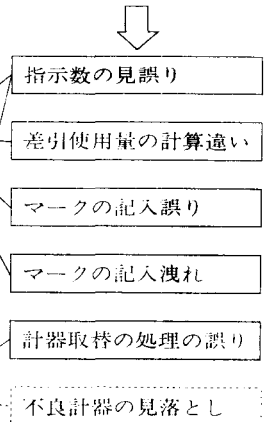 指示数の見誤り
差引使用量の計算違い
マークの記入誤り
マークの記入洩れ
計器取替の処理の誤り
不良計器の見落とし